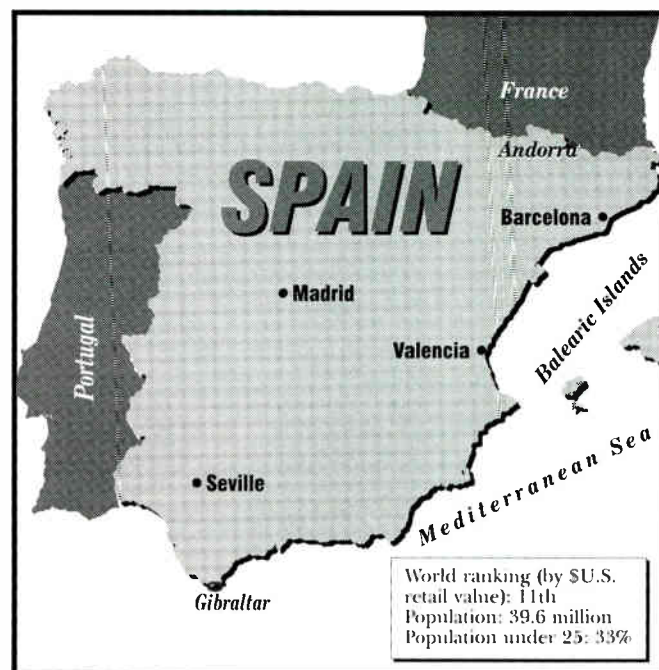 France
Andorra
SPAIN
Barcelona
Madrid
Balearic Islands
Valencia
Portugal
Seville
Mediterranean Sea
Gibraltar
World ranking (by $U.S.
retail value): 11th
Population: 39.6 million
Population under 25: 33%